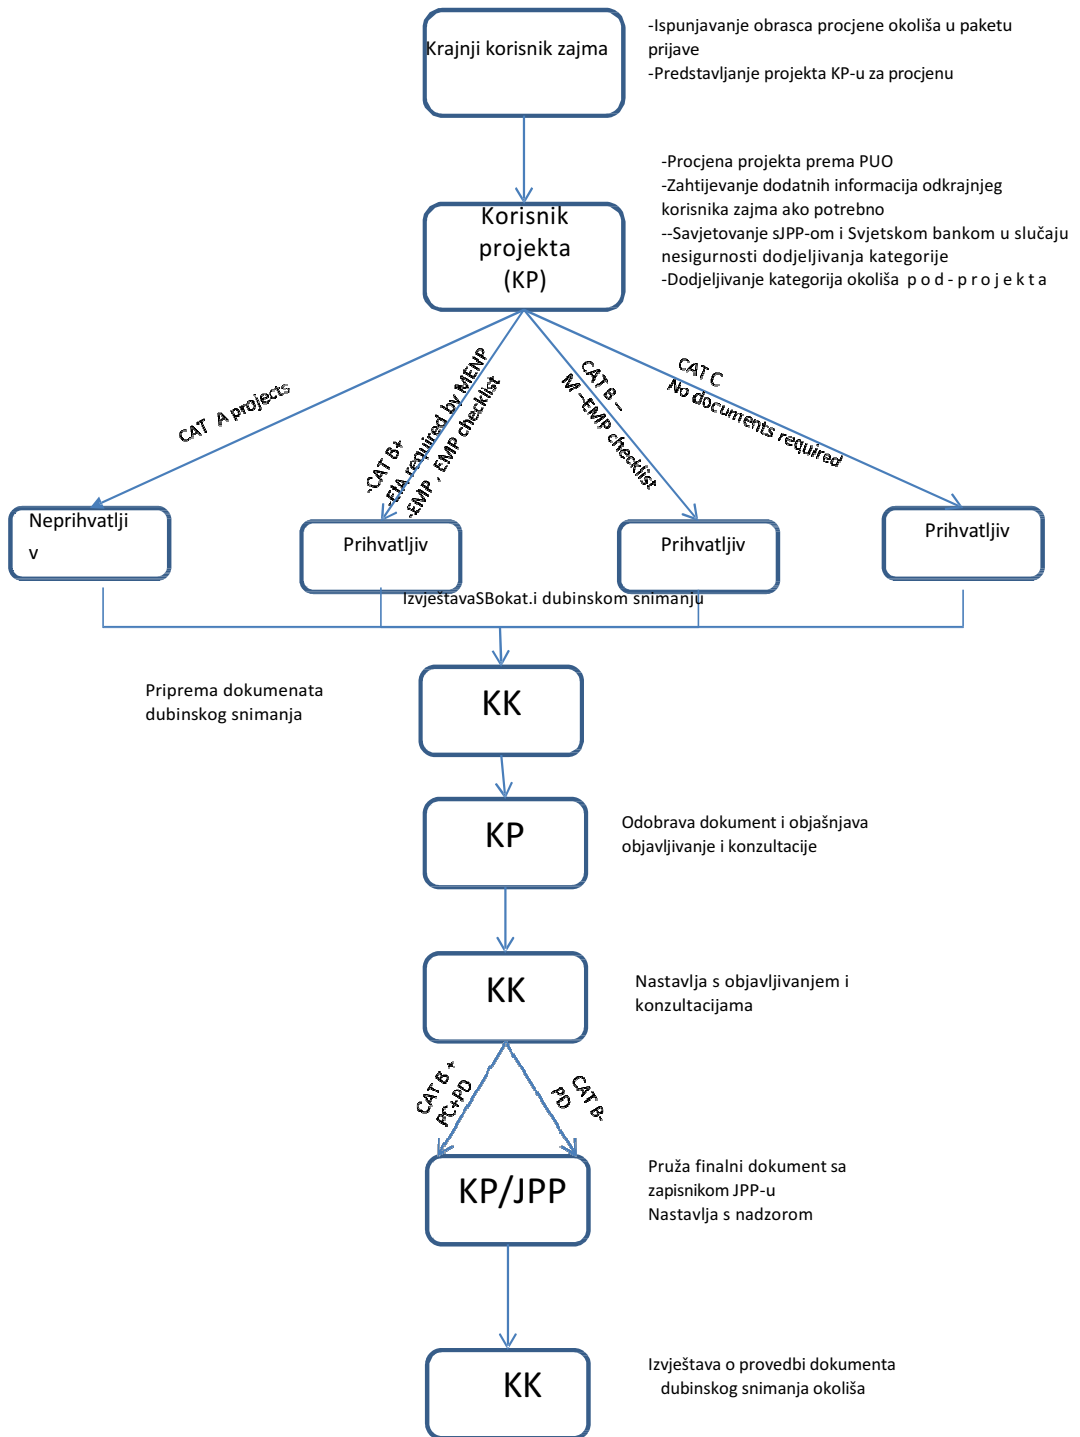 Krajnji korisnik zajma
-Ispunjavanje obrasca procjene okoliša u paketu
prijave
-Predstavljanje projekta KP-u za procjenu
Korisnik
projekta
(KP)
-Procjena projekta prema PUO
-Zahtijevanje dodatnih informacija odkrajnjeg
korisnika zajma ako potrebno
--Savjetovanje sJPP-om i Svjetskom bankom u slučaju
nesigurnosti dodjeljivanja kategorije
-Dodjeljivanje kategorija okoliša p o d - p r o j e k t a
CAT A projects
-CAT B+
-EIA required by MENP
-EMP , EMP checklist
CAT B –
M –EMP checklist
CAT C
No documents required
Neprihvatlji
v
Prihvatljiv
Prihvatljiv
Prihvatljiv
IzvještavaSBokat.i dubinskom snimanju
Priprema dokumenata
dubinskog snimanja
KK
KP
Odobrava dokument i objašnjava
objavljivanje i konzultacije
KK
Nastavlja s objavljivanjem i
konzultacijama
CAT B +
PC+PD
CAT B-
PD
KP/JPP
Pruža finalni dokument sa
zapisnikom JPP-u
Nastavlja s nadzorom
KK
Izvještava o provedbi dokumenta
dubinskog snimanja okoliša